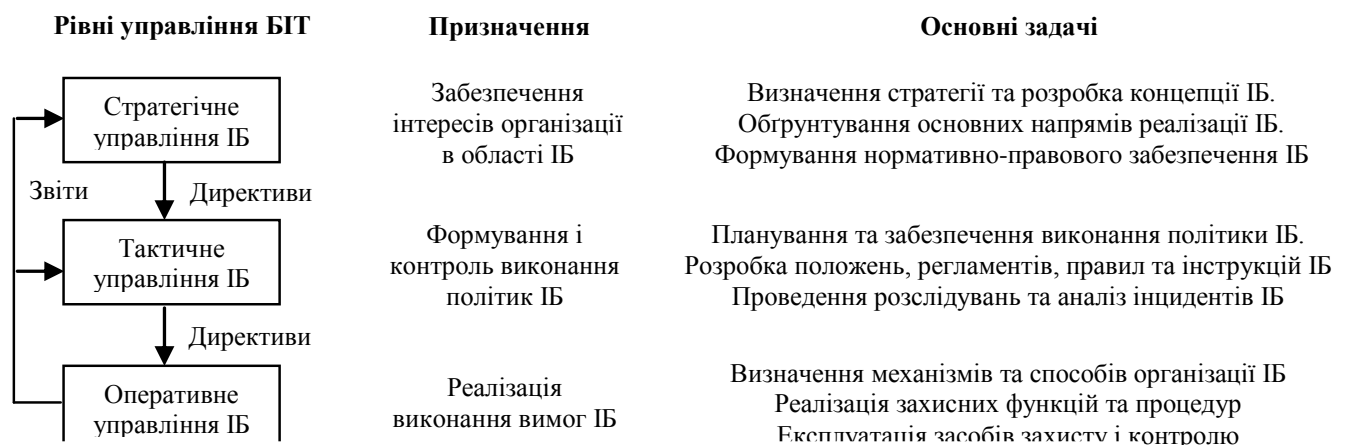 Рівні управління БІТ
Призначення
Основні задачі
Стратегічне
управління ІБ
Забезпечення
інтересів організації
в області ІБ
Визначення стратегії та розробка концепції ІБ.
Обґрунтування основних напрямів реалізації ІБ.
Формування нормативно-правового забезпечення ІБ
Звіти
Директиви
Тактичне
управління ІБ
Формування і
контроль виконання
політик ІБ
Планування та забезпечення виконання політики ІБ.
Розробка положень, регламентів, правил та інструкцій ІБ
Проведення розслідувань та аналіз інцидентів ІБ
Директиви
Оперативне
управління ІБ
Реалізація
виконання вимог ІБ
Визначення механізмів та способів організації ІБ
Реалізація захисних функцій та процедур
Експлуатація засобів захисту і контролю